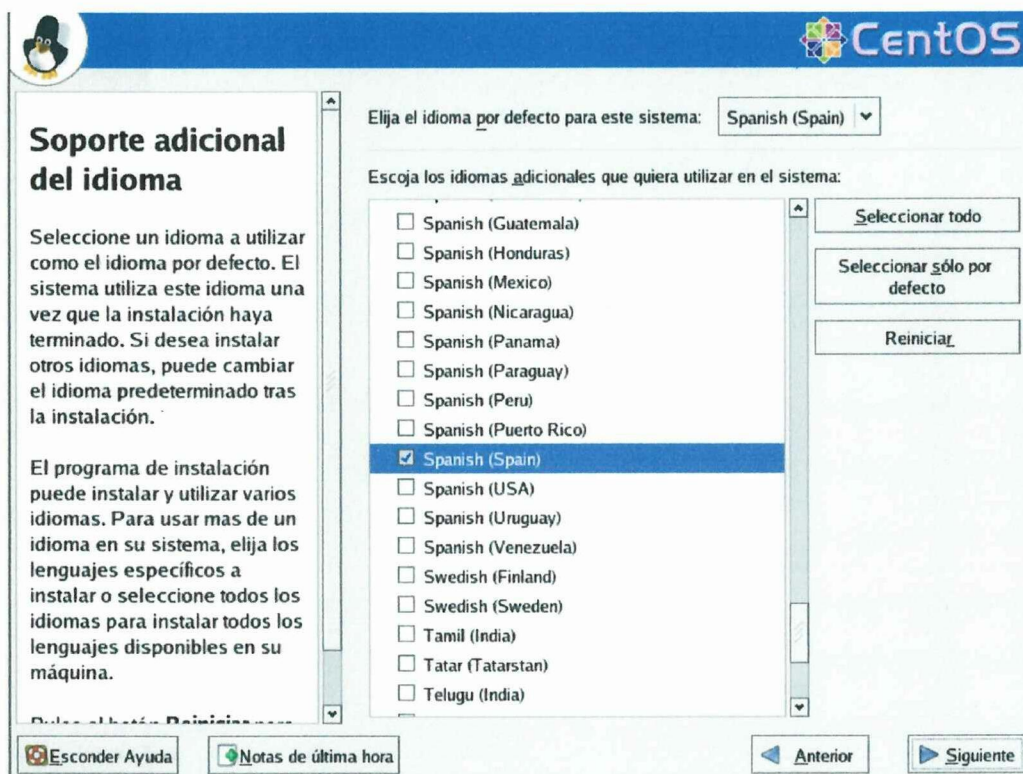 CentOS
Soporte adicional
del idioma
Seleccione un idioma a utilizar
como el idioma por defecto. El
sistema utiliza este idioma una
vez que la instalación haya
terminado. Si desea instalar
otros idiomas, puede cambiar
el idioma predeterminado tras
la instalación.
El programa de instalación
puede instalar y utilizar varios
idiomas. Para usar mas de un
idioma en su sistema, elija los
lenguajes específicos a
instalar o seleccione todos los
idiomas para instalar todos los
lenguajes disponibles en su
máquina.
Elija el idioma por defecto para este sistema:
Spanish (Spain)
Escoja los idiomas adicionales que quiera utilizar en el sistema:
Spanish (Guatemala)
Spanish (Honduras)
Spanish (Mexico)
Spanish (Nicaragua)
Spanish (Panama)
Spanish (Paraguay)
Spanish (Peru)
Spanish (Puerto Rico)
Spanish (Spain)
Spanish (USA)
Spanish (Uruguay)
Spanish (Venezuela)
Swedish (Finland)
Swedish (Sweden)
Tamil (India)
Tatar (Tatarstan)
Telugu (India)
Seleccionar todo
Seleccionar sólo por
defecto
Reiniciar
Esconder Ayuda
Notas de última hora
Anterior
Siguiente